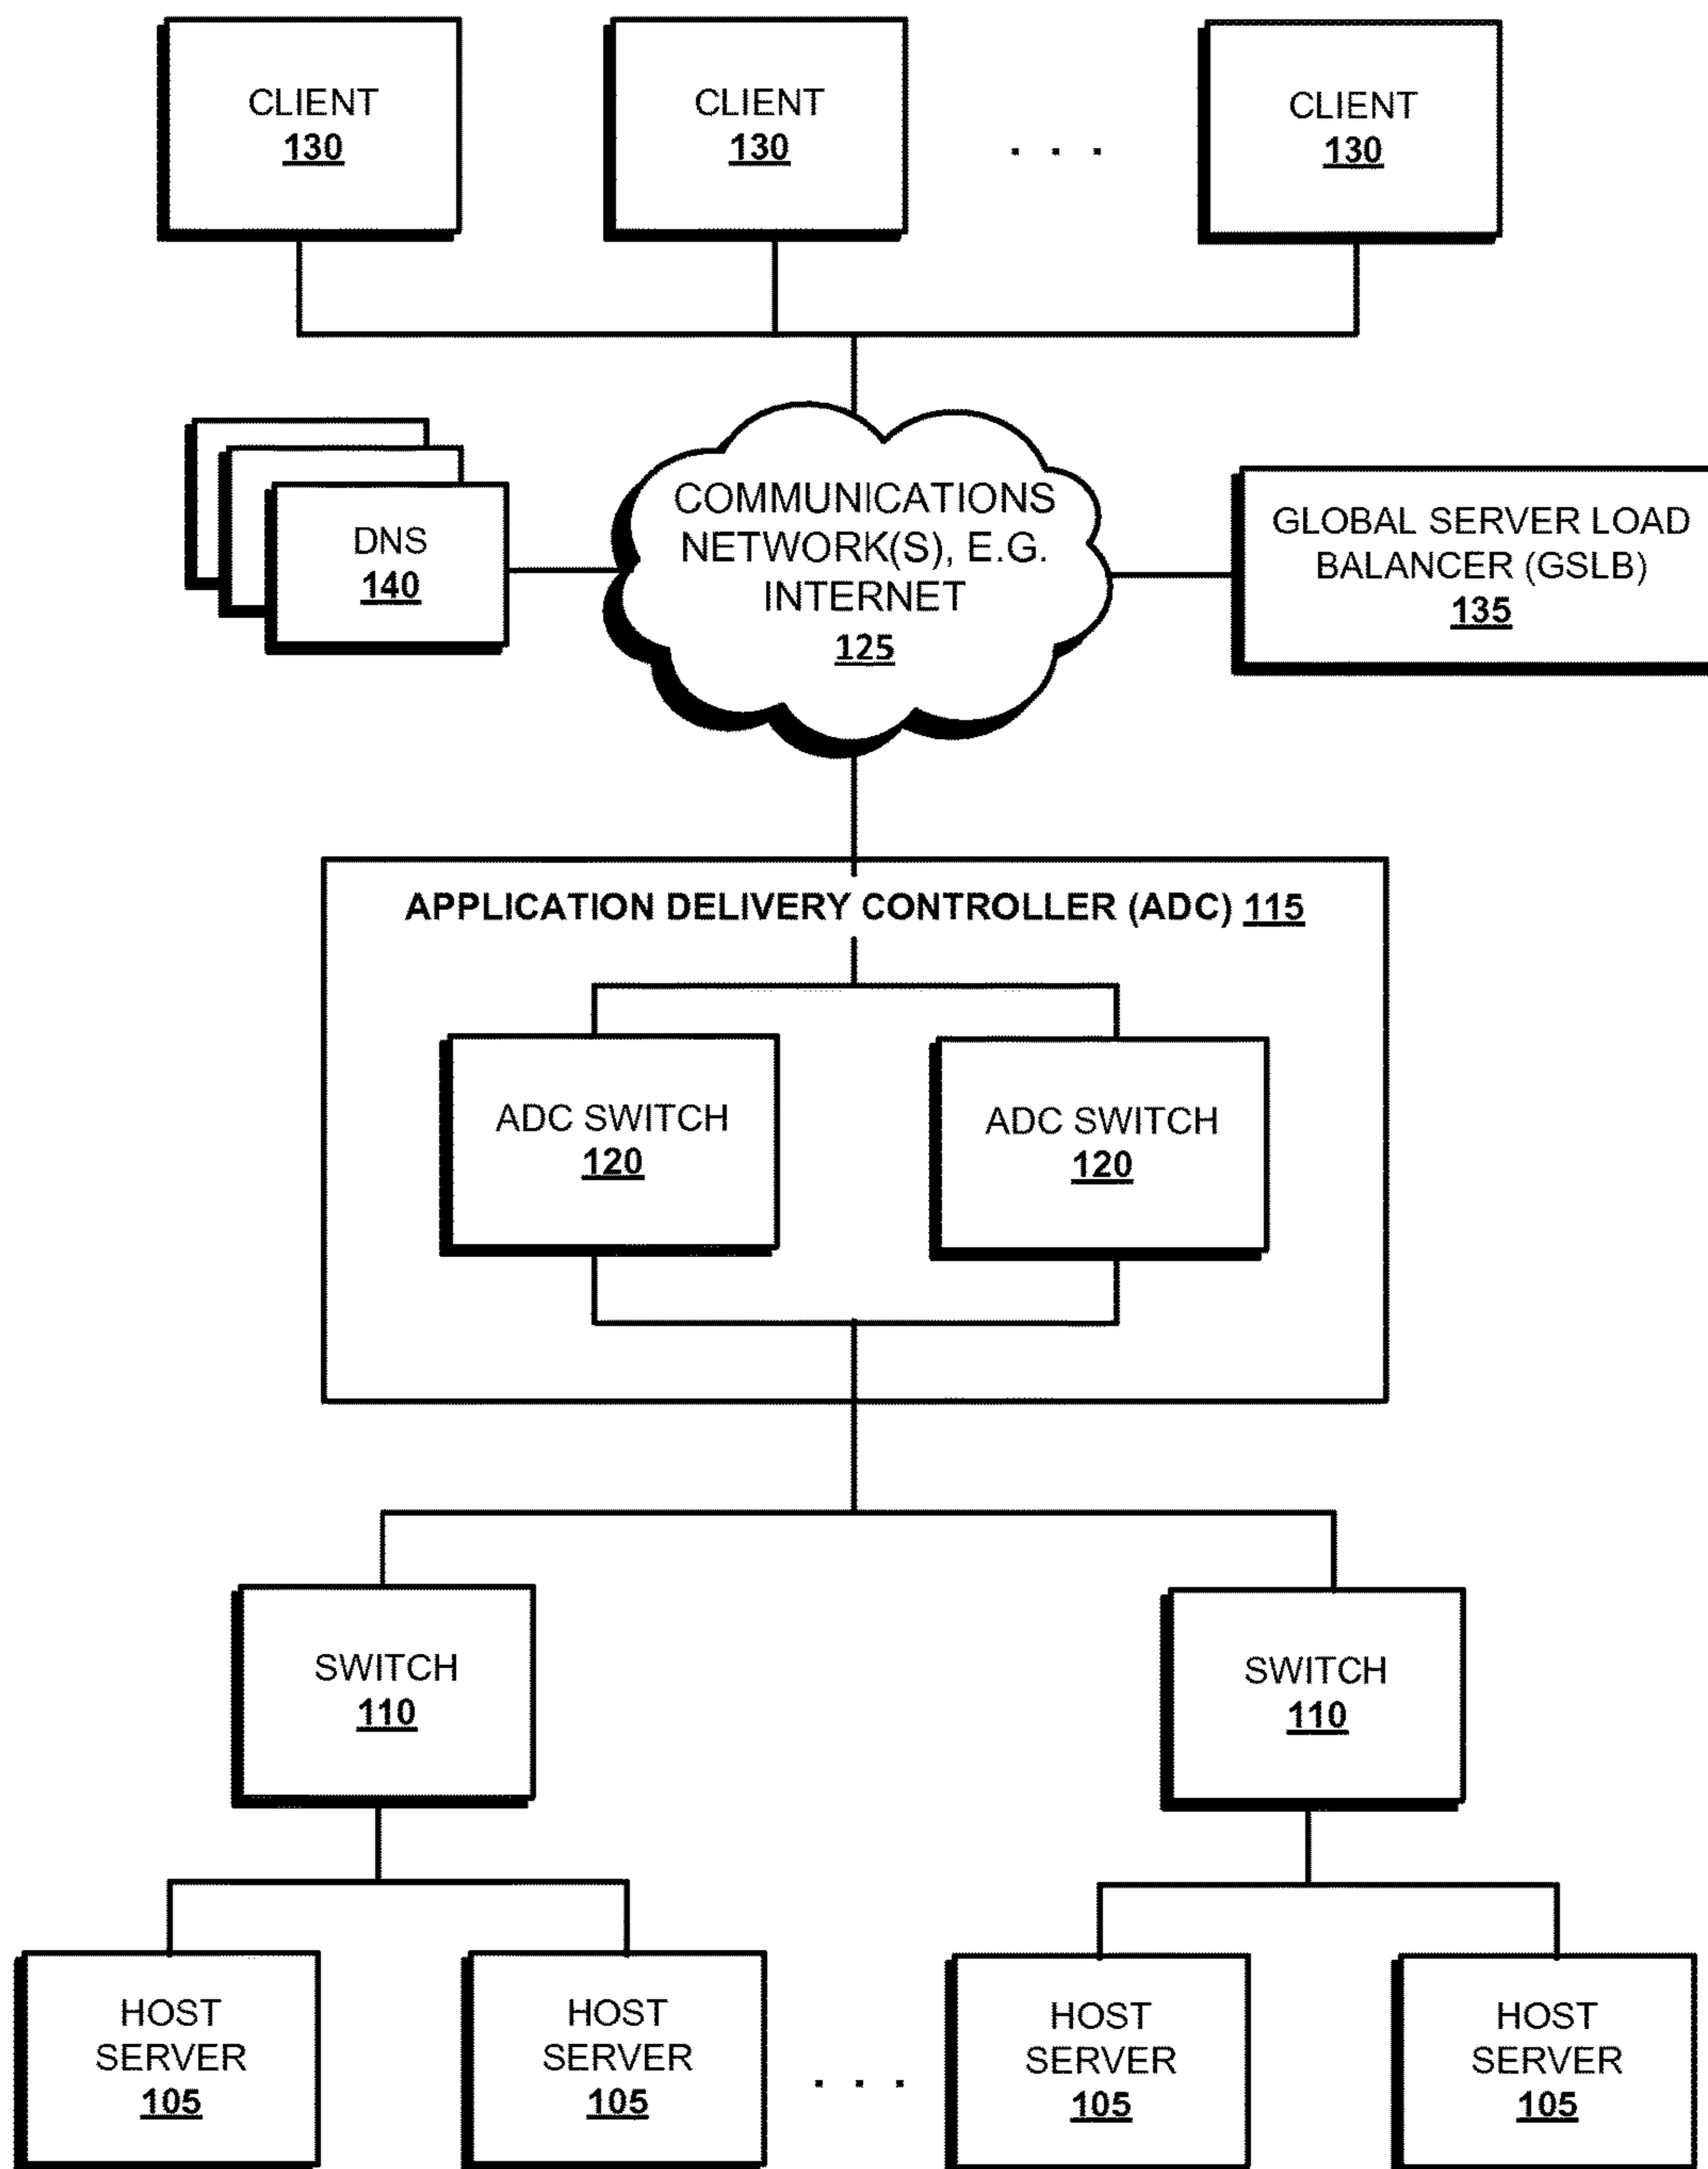 CLIENT
130
CLIENT
130
. . .
CLIENT
130
DNS
140
COMMUNICATIONS
NETWORK(S), E.G.
INTERNET
125
GLOBAL SERVER LOAD
BALANCER (GSLB)
135
APPLICATION DELIVERY CONTROLLER (ADC) 115
ADC SWITCH
120
ADC SWITCH
120
SWITCH
110
SWITCH
110
HOST
SERVER
105
HOST
SERVER
105
. . .
HOST
SERVER
105
HOST
SERVER
105